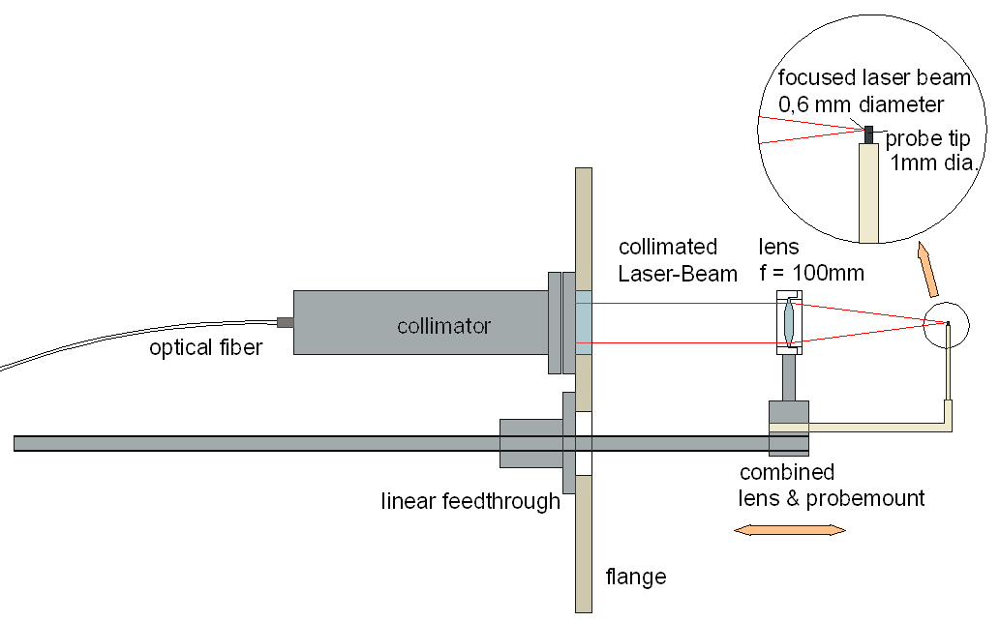 focused laser beam
0,6 mm diameter
probe tip
1mm dia.
collimated
Laser-Beam
lens
f = 100mm
collimator
optical fiber
linear feedthrough
combined
lens & probemount
flange